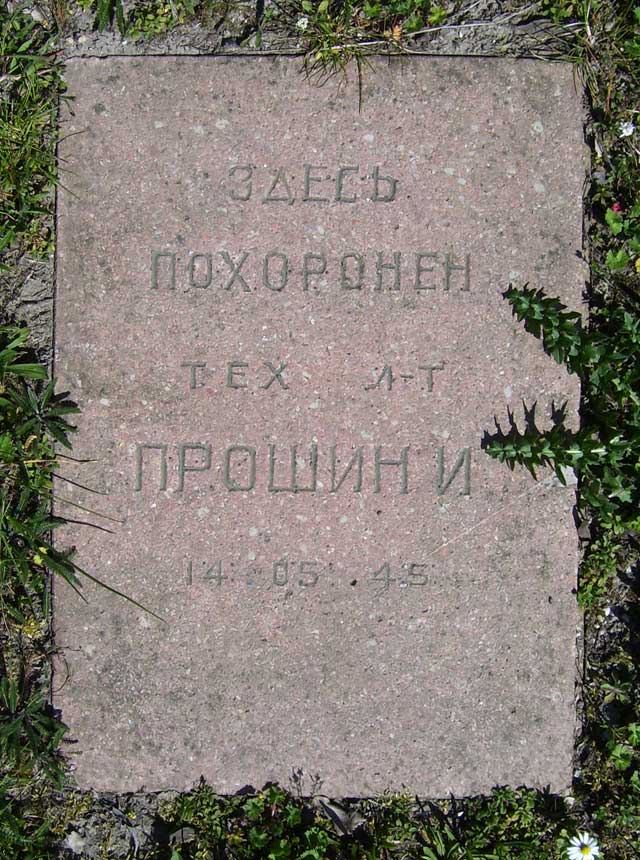 ЗДЕСЬ
ПОХОРОНЕН
ТЕХ Л-Т
ПРОШИН И
14 05 45